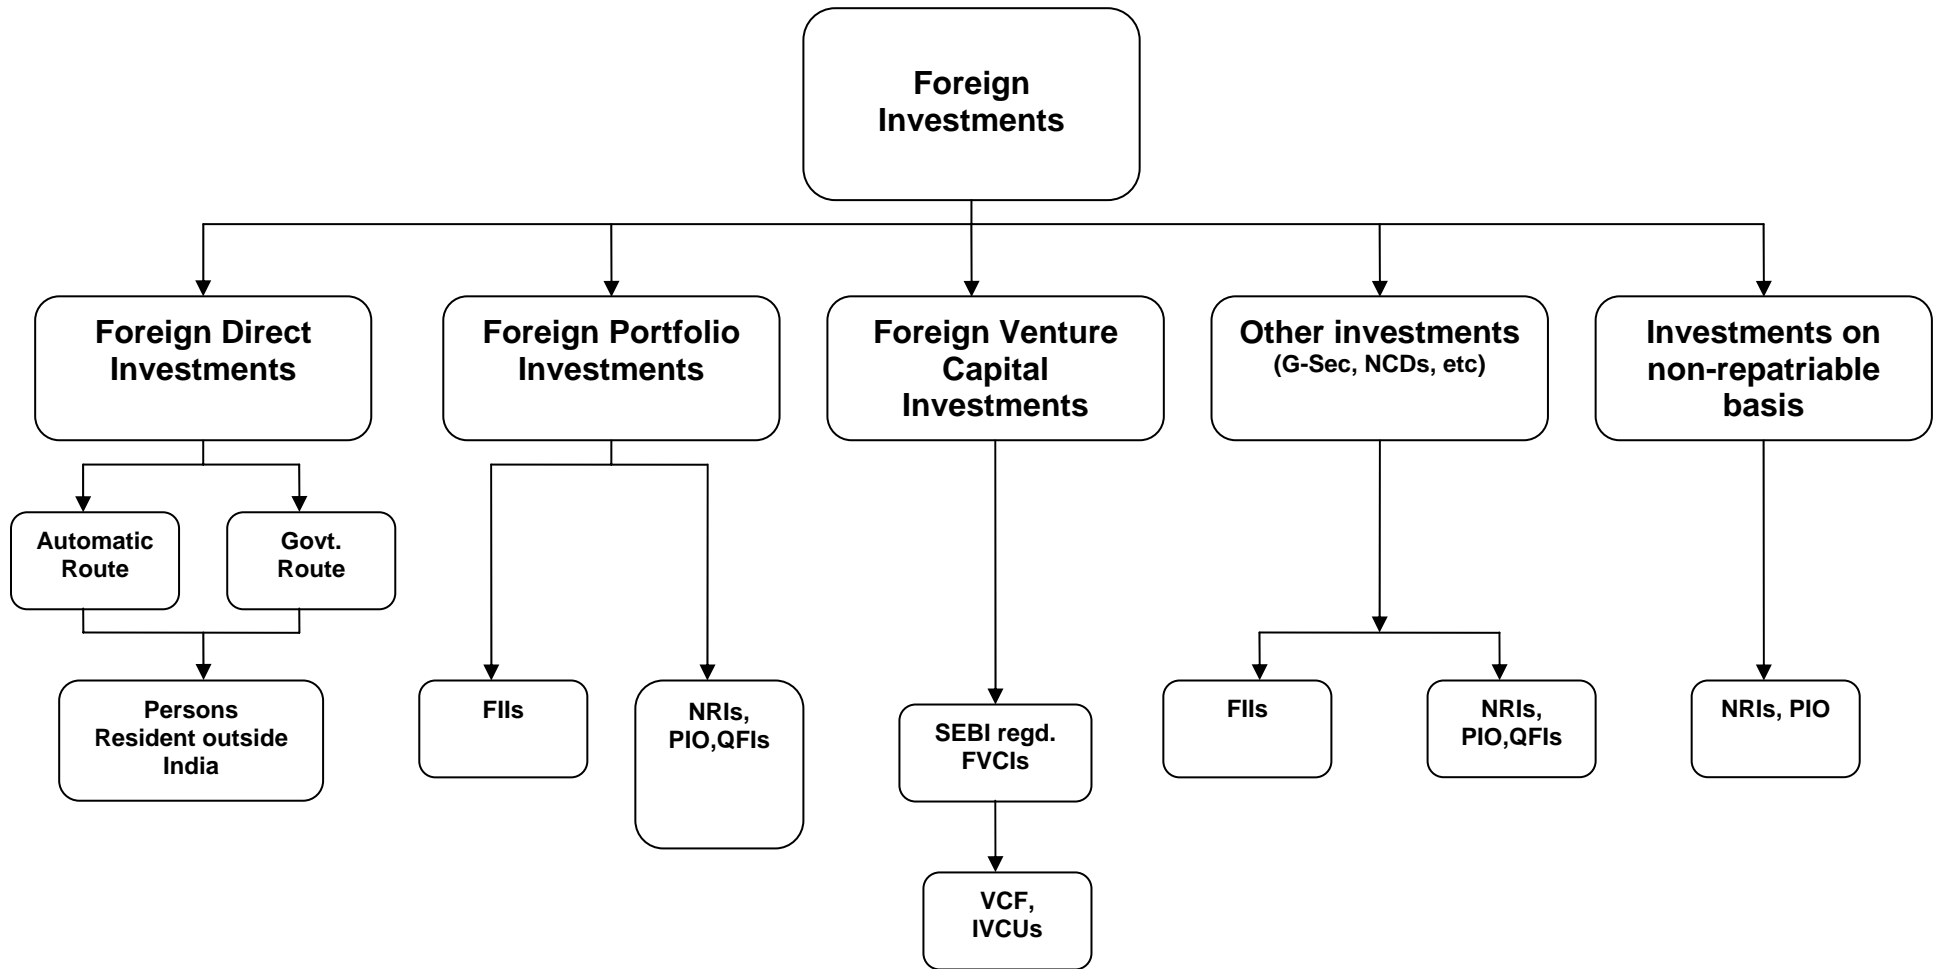 Foreign
Investments
Foreign Direct
Investments
Foreign Portfolio
Investments
Foreign Venture
Capital
Investments
Other investments
(G-Sec, NCDs, etc)
Investments on
non-repatriable
basis
Automatic
Route
Govt.
Route
Persons
Resident outside
India
FIIs
NRIs,
PIO,QFIs
SEBI regd.
FVCIs
FIIs
NRIs,
PIO,QFIs
NRIs, PIO
VCF,
IVCUs